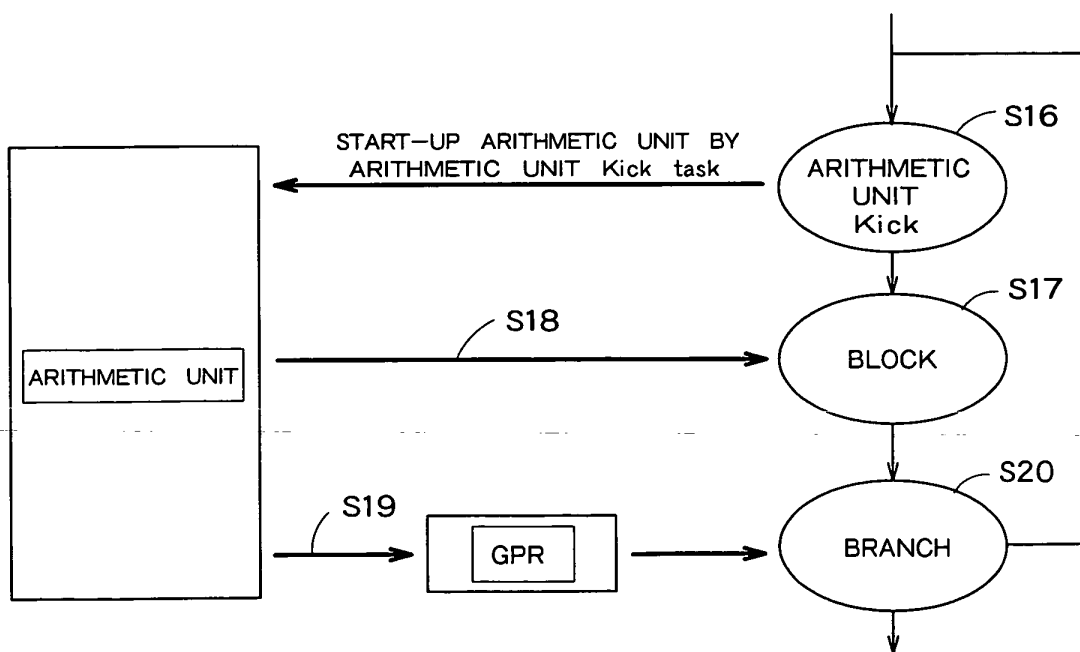 S16
START-UP ARITHMETIC UNIT BY
ARITHMETIC UNIT Kick task
ARITHMETIC
UNIT
Kick
S17
S18
BLOCK
ARITHMETIC UNIT
S20
S19
GPR
BRANCH